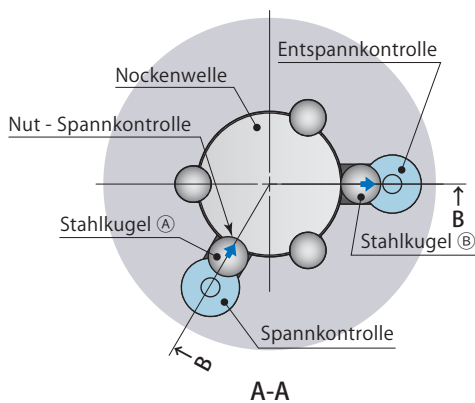 Entspannkontrolle
Nockenwelle
Nut - Spannkontrolle
B
Stahlkugel Ⓐ
Stahlkugel Ⓑ
Spannkontrolle
B
A-A